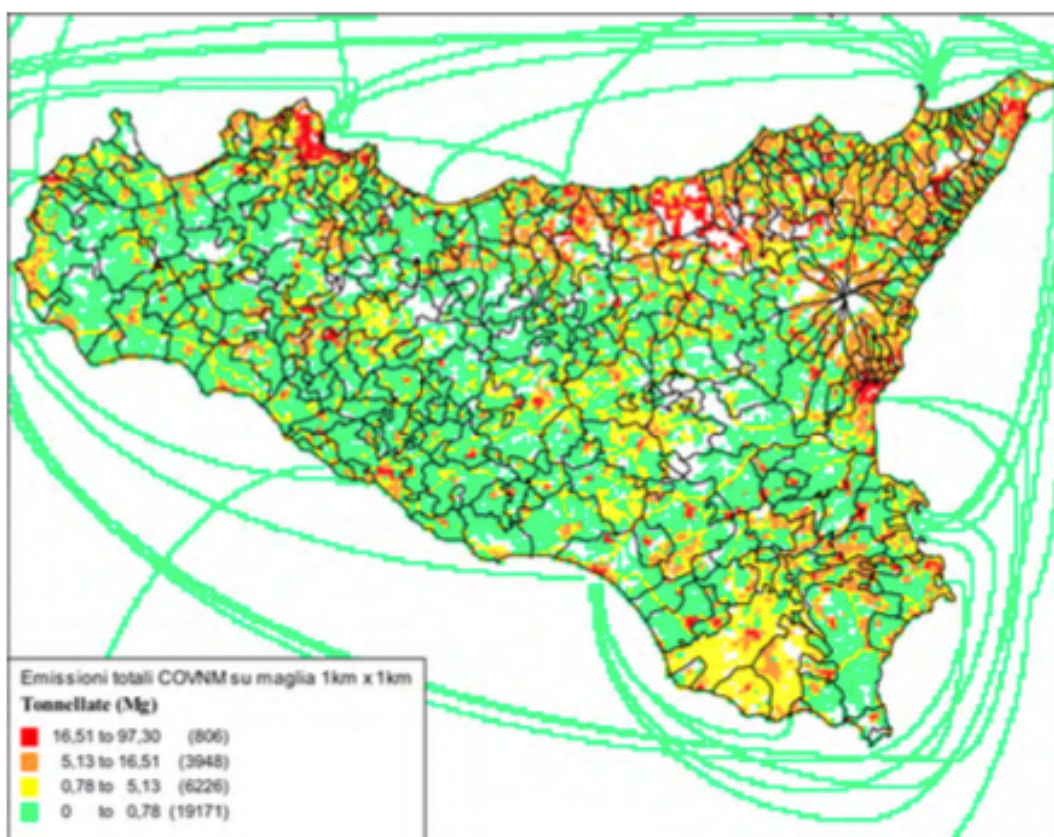 Emissioni totali COVNM su maglia 1km x 1km
Tonnellate (Mg)
16,51 to 97,30 (806)
5,13 to 16,51 (3948)
0,78 to 5,13 (6226)
0 to 0,78 (19171)